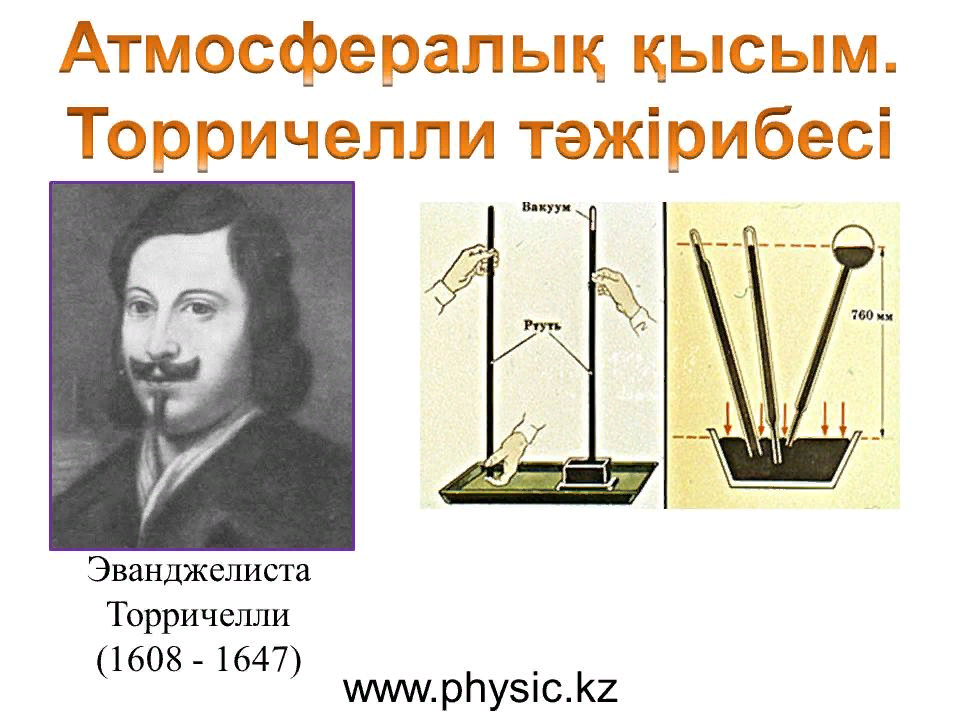 Атмосфералық қысым.
Торричелли тәжірибесі
Вакуум
Ртуть
760 мм
Эванджелиста
Торричелли
(1608 - 1647)
www.physic.kz